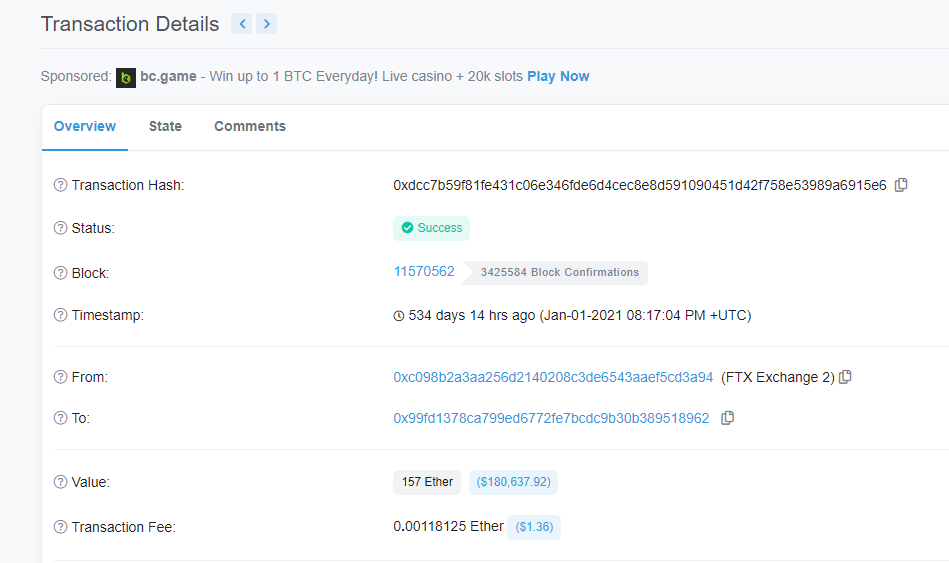 Transaction Details
Sponsored: bc.game - Win up to 1 BTC Everyday! Live casino + 20k slots Play Now
Overview State Comments
Transaction Hash: 0xdcc7b59f81fe431c06e346fde6d4cec8e8d591090451d42f758e53989a6915e6
Status: Success
Block: 11570562 3425584 Block Confirmations
Timestamp: 534 days 14 hrs ago (Jan-01-2021 08:17:04 PM +UTC)
From: 0xc098b2a3aa256d2140208c3de6543aaef5cd3a94 (FTX Exchange 2)
To: 0x99fd1378ca799ed6772fe7bcdc9b30b389518962
Value: 157 Ether ($180,637.92)
Transaction Fee: 0.00118125 Ether ($1.36)